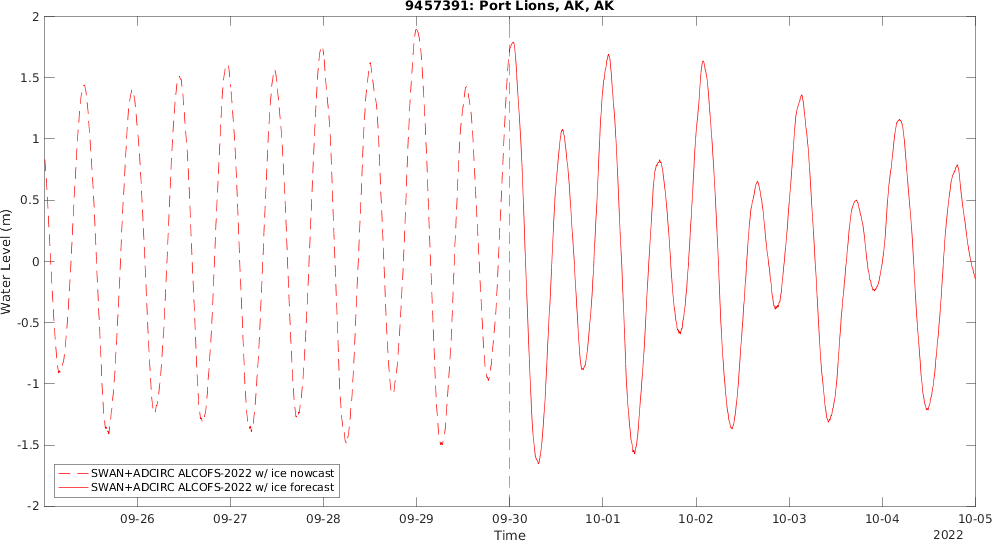 9457391: Port Lions, AK, AK
2
1.5
1
0.5
0
-0.5
-1
-1.5
-2
Water Level (m)
SWAN+ADCIRC ALCOFS-2022 w/ ice nowcast
SWAN+ADCIRC ALCOFS-2022 w/ ice forecast
09-26 09-27 09-28 09-29 09-30 10-01 10-02 10-03 10-04 10-05
Time
2022